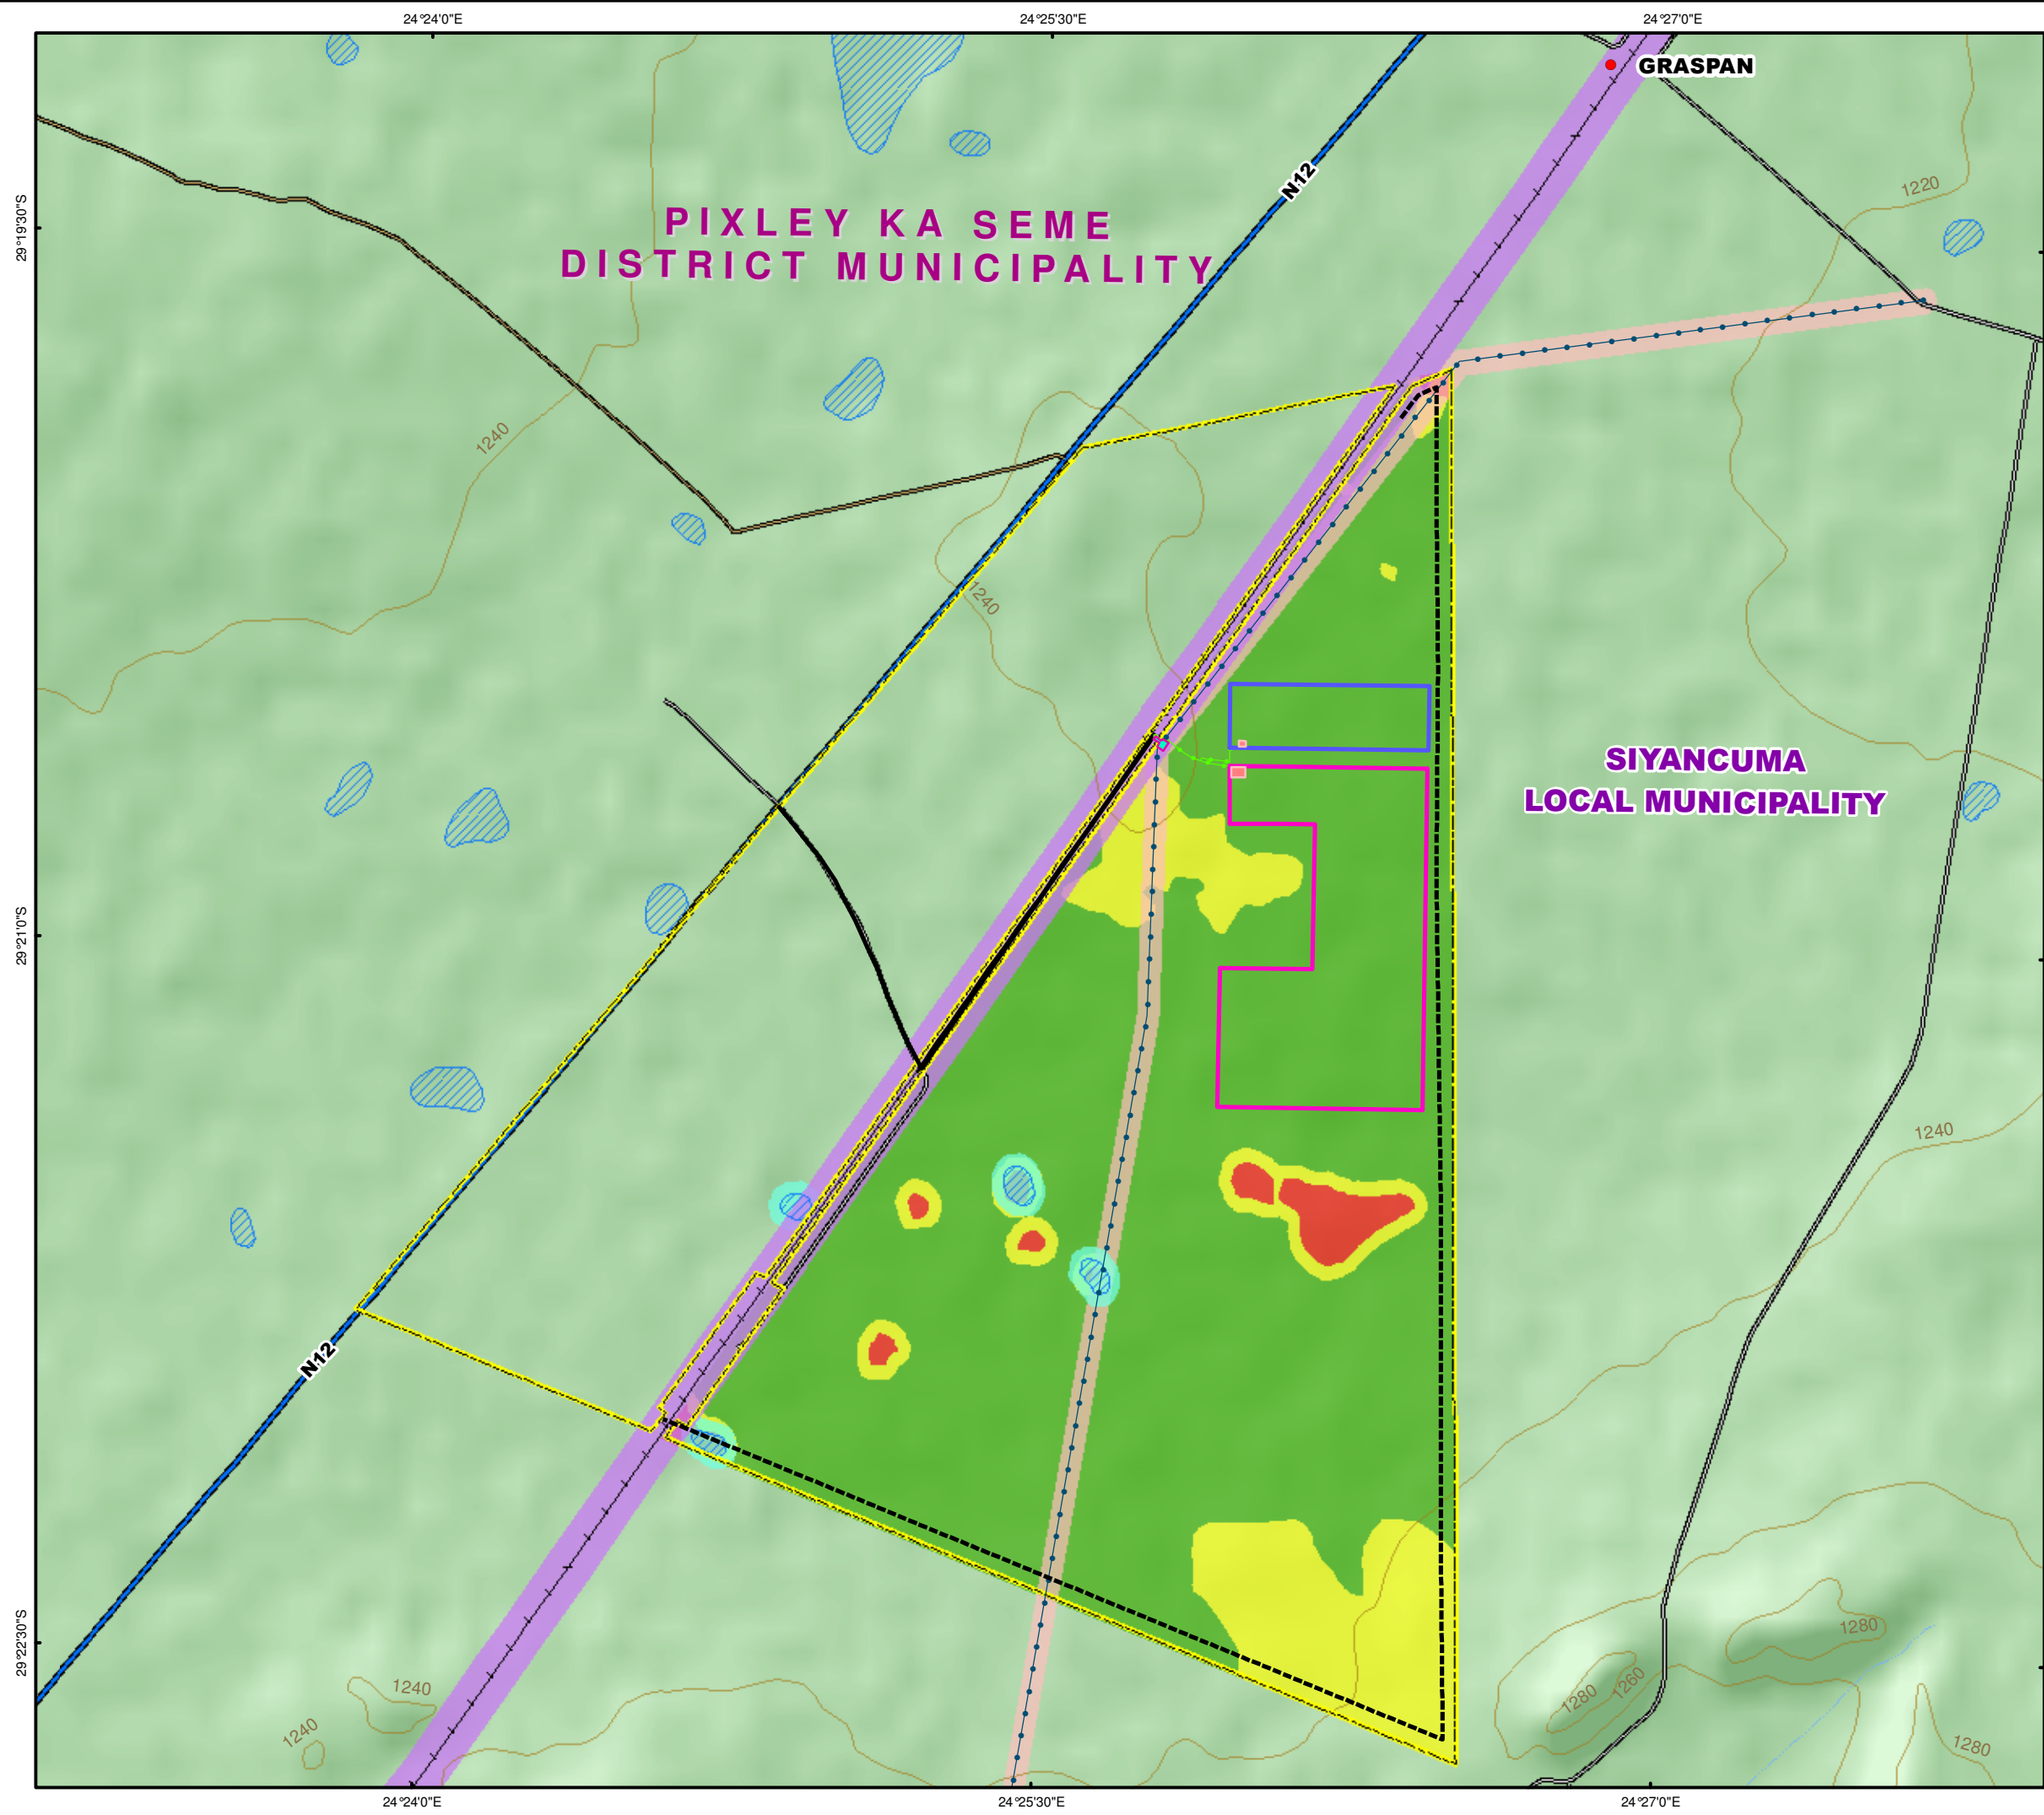 24°24'0"E
24°25'30"E
24°27'0"E
GRASPAN
N12
1220
29°19'30"S
PIXLEY KA SEME
DISTRICT MUNICIPALITY
1240
1240
SIYANCUMA
LOCAL MUNICIPALITY
29°21'0"S
1240
N12
29°22'30"S
1280
1240
1280
1260
1240
1280
24°24'0"E
24°25'30"E
24°27'0"E